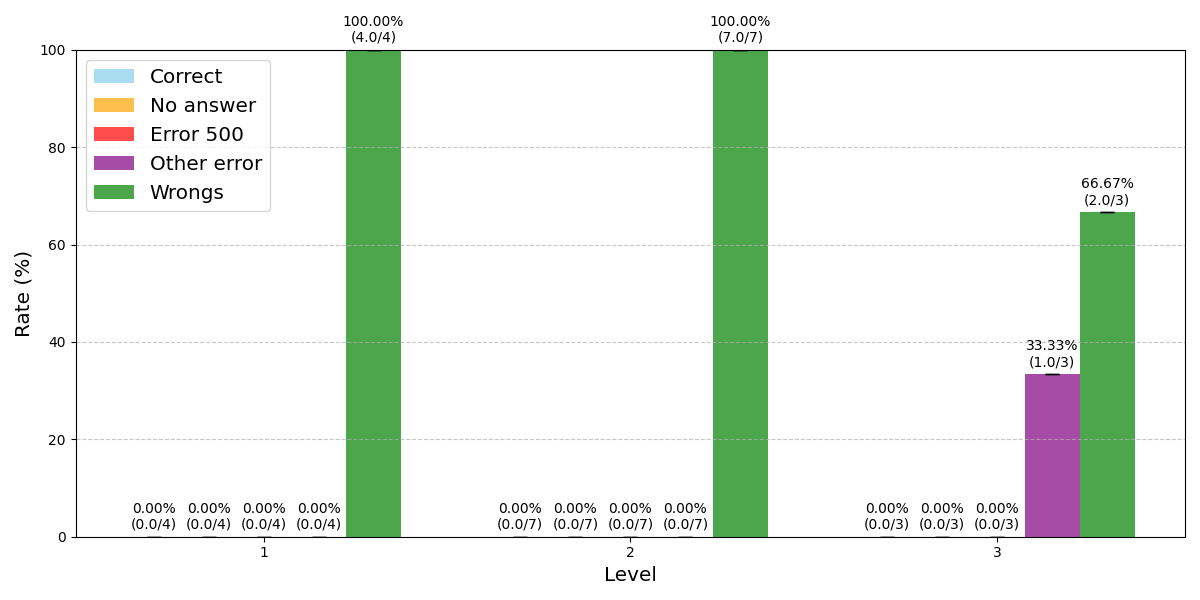 100.00%
(4.0/4)
100.00%
(7.0/7)
100
80
60
40
20
0
Rate (%)
Correct
No answer
Error 500
Other error
Wrongs
66.67%
(2.0/3)
33.33%
(1.0/3)
0.00% 0.00% 0.00% 0.00%
(0.0/4) (0.0/4) (0.0/4) (0.0/4)
0.00% 0.00% 0.00% 0.00%
(0.0/7) (0.0/7) (0.0/7) (0.0/7)
0.00% 0.00% 0.00%
(0.0/3) (0.0/3) (0.0/3)
1 2 3
Level